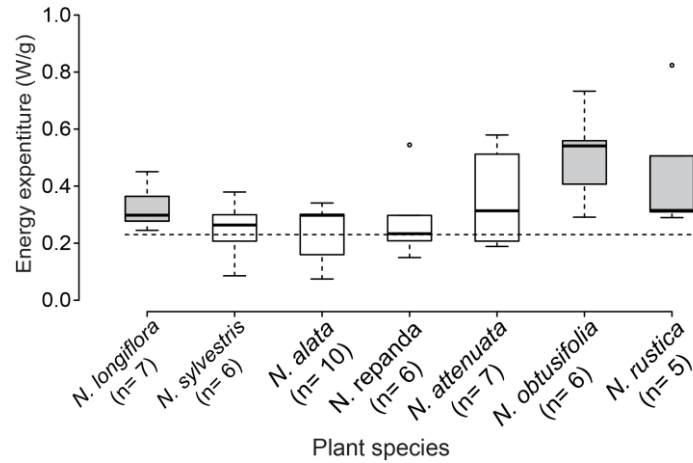 Energy expentiture (W/g)
1.0
0.8
0.6
0.4
0.2
0.0
N. longiflora
(n= 7)
N. sylvestris
(n= 6)
N. alata
(n= 10)
N. repanda
(n= 6)
N. attenuata
(n= 7)
N. obtusifolia
(n= 6)
N. rustica
(n= 5)
Plant species